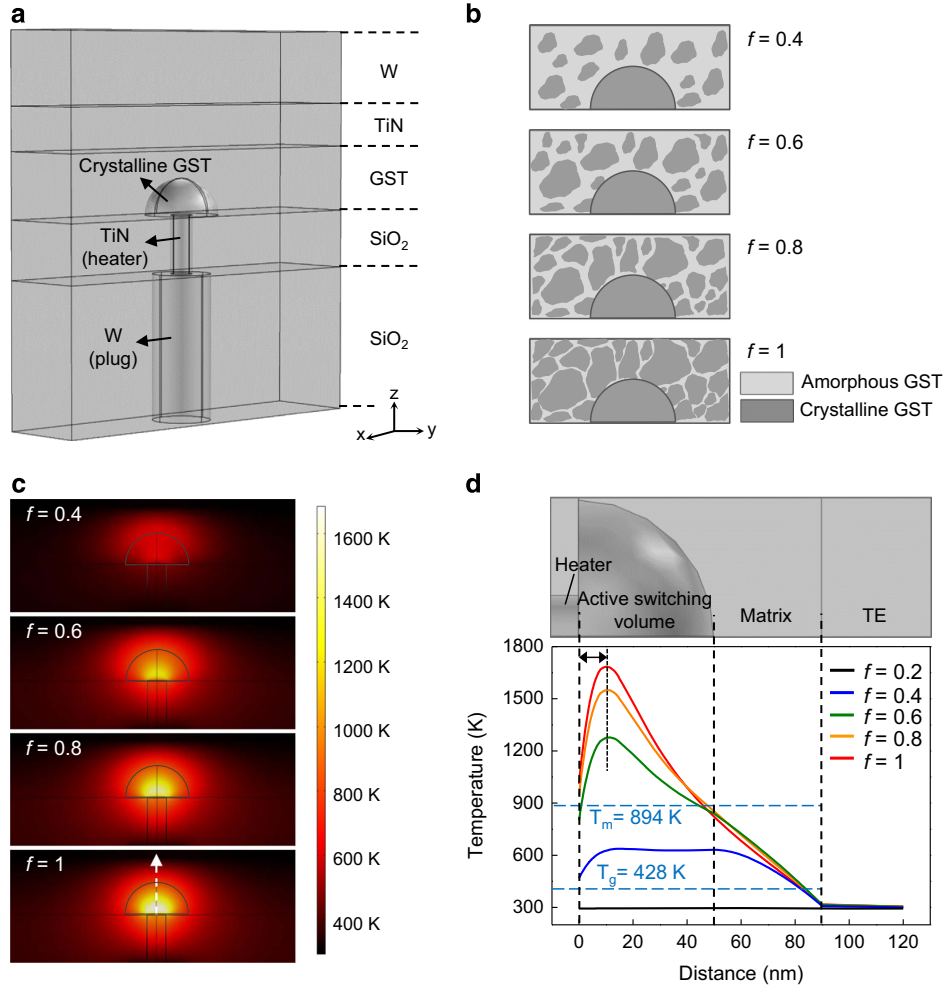 a
W
TiN
Crystalline GST
GST
TiN
(heater)
SiO2
W
(plug)
SiO2
z
x
y
b
f = 0.4
f = 0.6
f = 0.8
f = 1
Amorphous GST
Crystalline GST
c
f = 0.4
f = 0.6
f = 0.8
f = 1
1600 K
1400 K
1200 K
1000 K
800 K
600 K
400 K
d
Heater
Active switching
volume
Matrix
TE
1800
1500
1200
900
600
300
Temperature (K)
f = 0.2
f = 0.4
f = 0.6
f = 0.8
f = 1
Tm= 894 K
Tg= 428 K
0 20 40 60 80 100 120
Distance (nm)